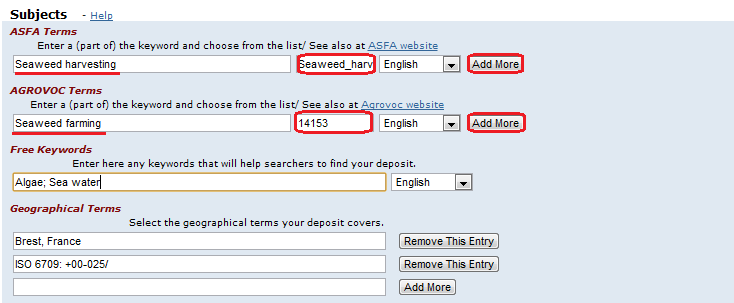 Subjects - Help
ASFA Terms
Enter a (part of) the keyword and choose from the list/ See also at ASFA website
Seaweed harvesting Seaweed_harv English Add More
AGROVOC Terms
Enter a (part of) the keyword and choose from the list/ See also at Agrovoc website
Seaweed farming 14153 English Add More
Free Keywords
Enter here any keywords that will help searchers to find your deposit.
Algae; Sea water English
Geographical Terms
Select the geographical terms your deposit covers.
Brest, France Remove This Entry
ISO 6709: +00-025/ Remove This Entry
Add More